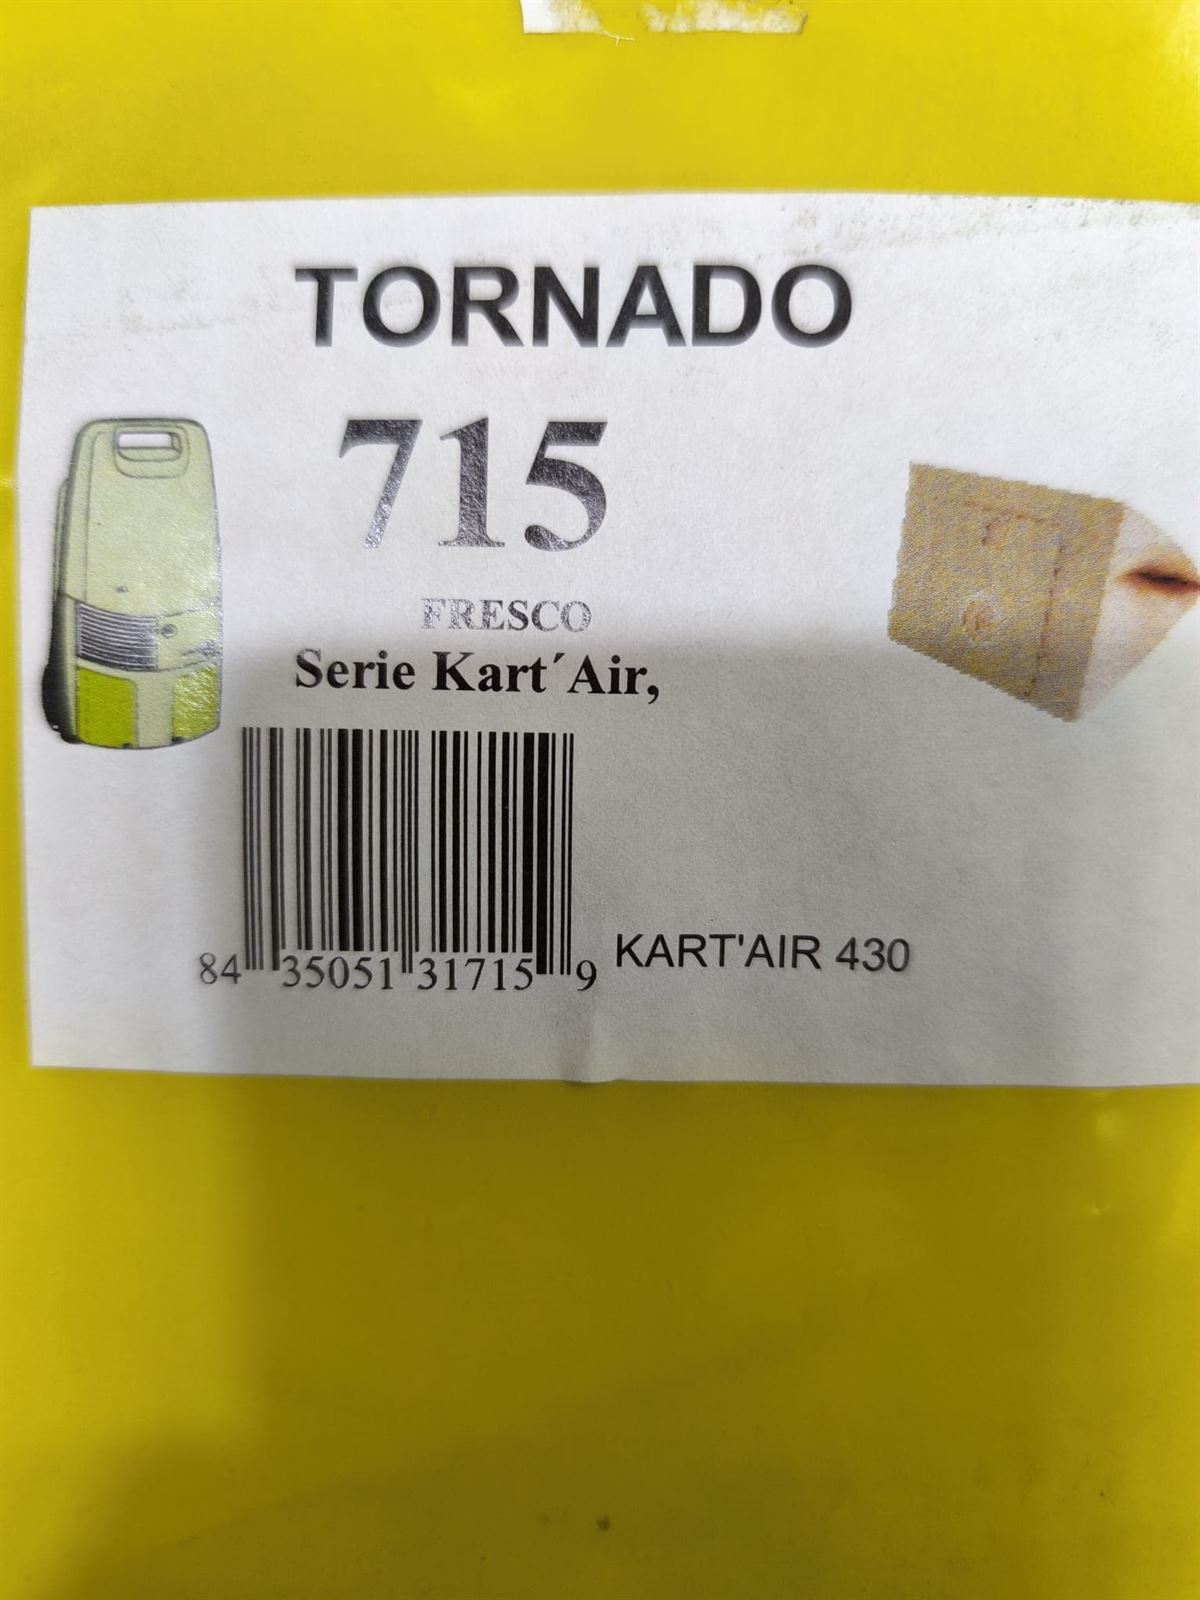 TORNADO
715
FRESCO
Serie Kart´Air,
84 35051 31715 9
KART'AIR 430